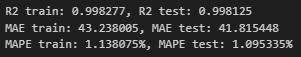 R2 train: 0.998277, R2 test: 0.998125
MAE train: 43.238005, MAE test: 41.815448
MAPE train: 1.138075%, MAPE test: 1.095335%